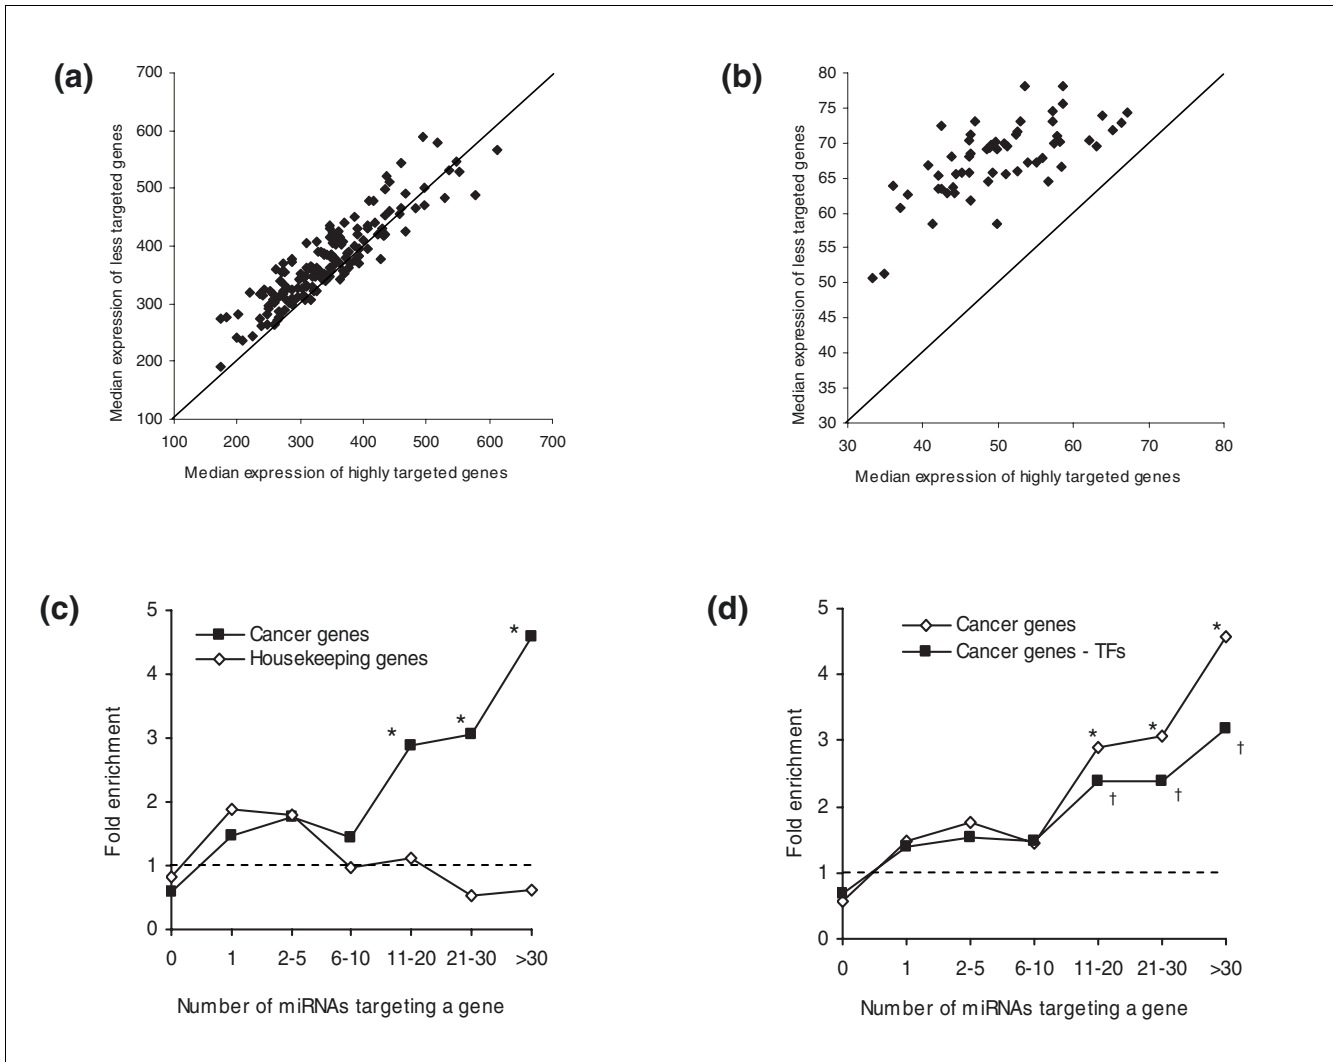 (a)
700
600
500
400
300
200
100
Median expression of less targeted genes
100 200 300 400 500 600 700
Median expression of highly targeted genes
(b)
80
75
70
65
60
55
50
45
40
35
30
Median expression of less targeted genes
30 40 50 60 70 80
Median expression of highly targeted genes
(c)
5
4
3
2
1
0
Fold enrichment
Cancer genes
Housekeeping genes
*
*
*
0 1 2-5 6-10 11-20 21-30 >30
Number of miRNAs targeting a gene
(d)
5
4
3
2
1
0
Fold enrichment
Cancer genes
Cancer genes - TFs
*
*
*
†
†
†
0 1 2-5 6-10 11-20 21-30 >30
Number of miRNAs targeting a gene